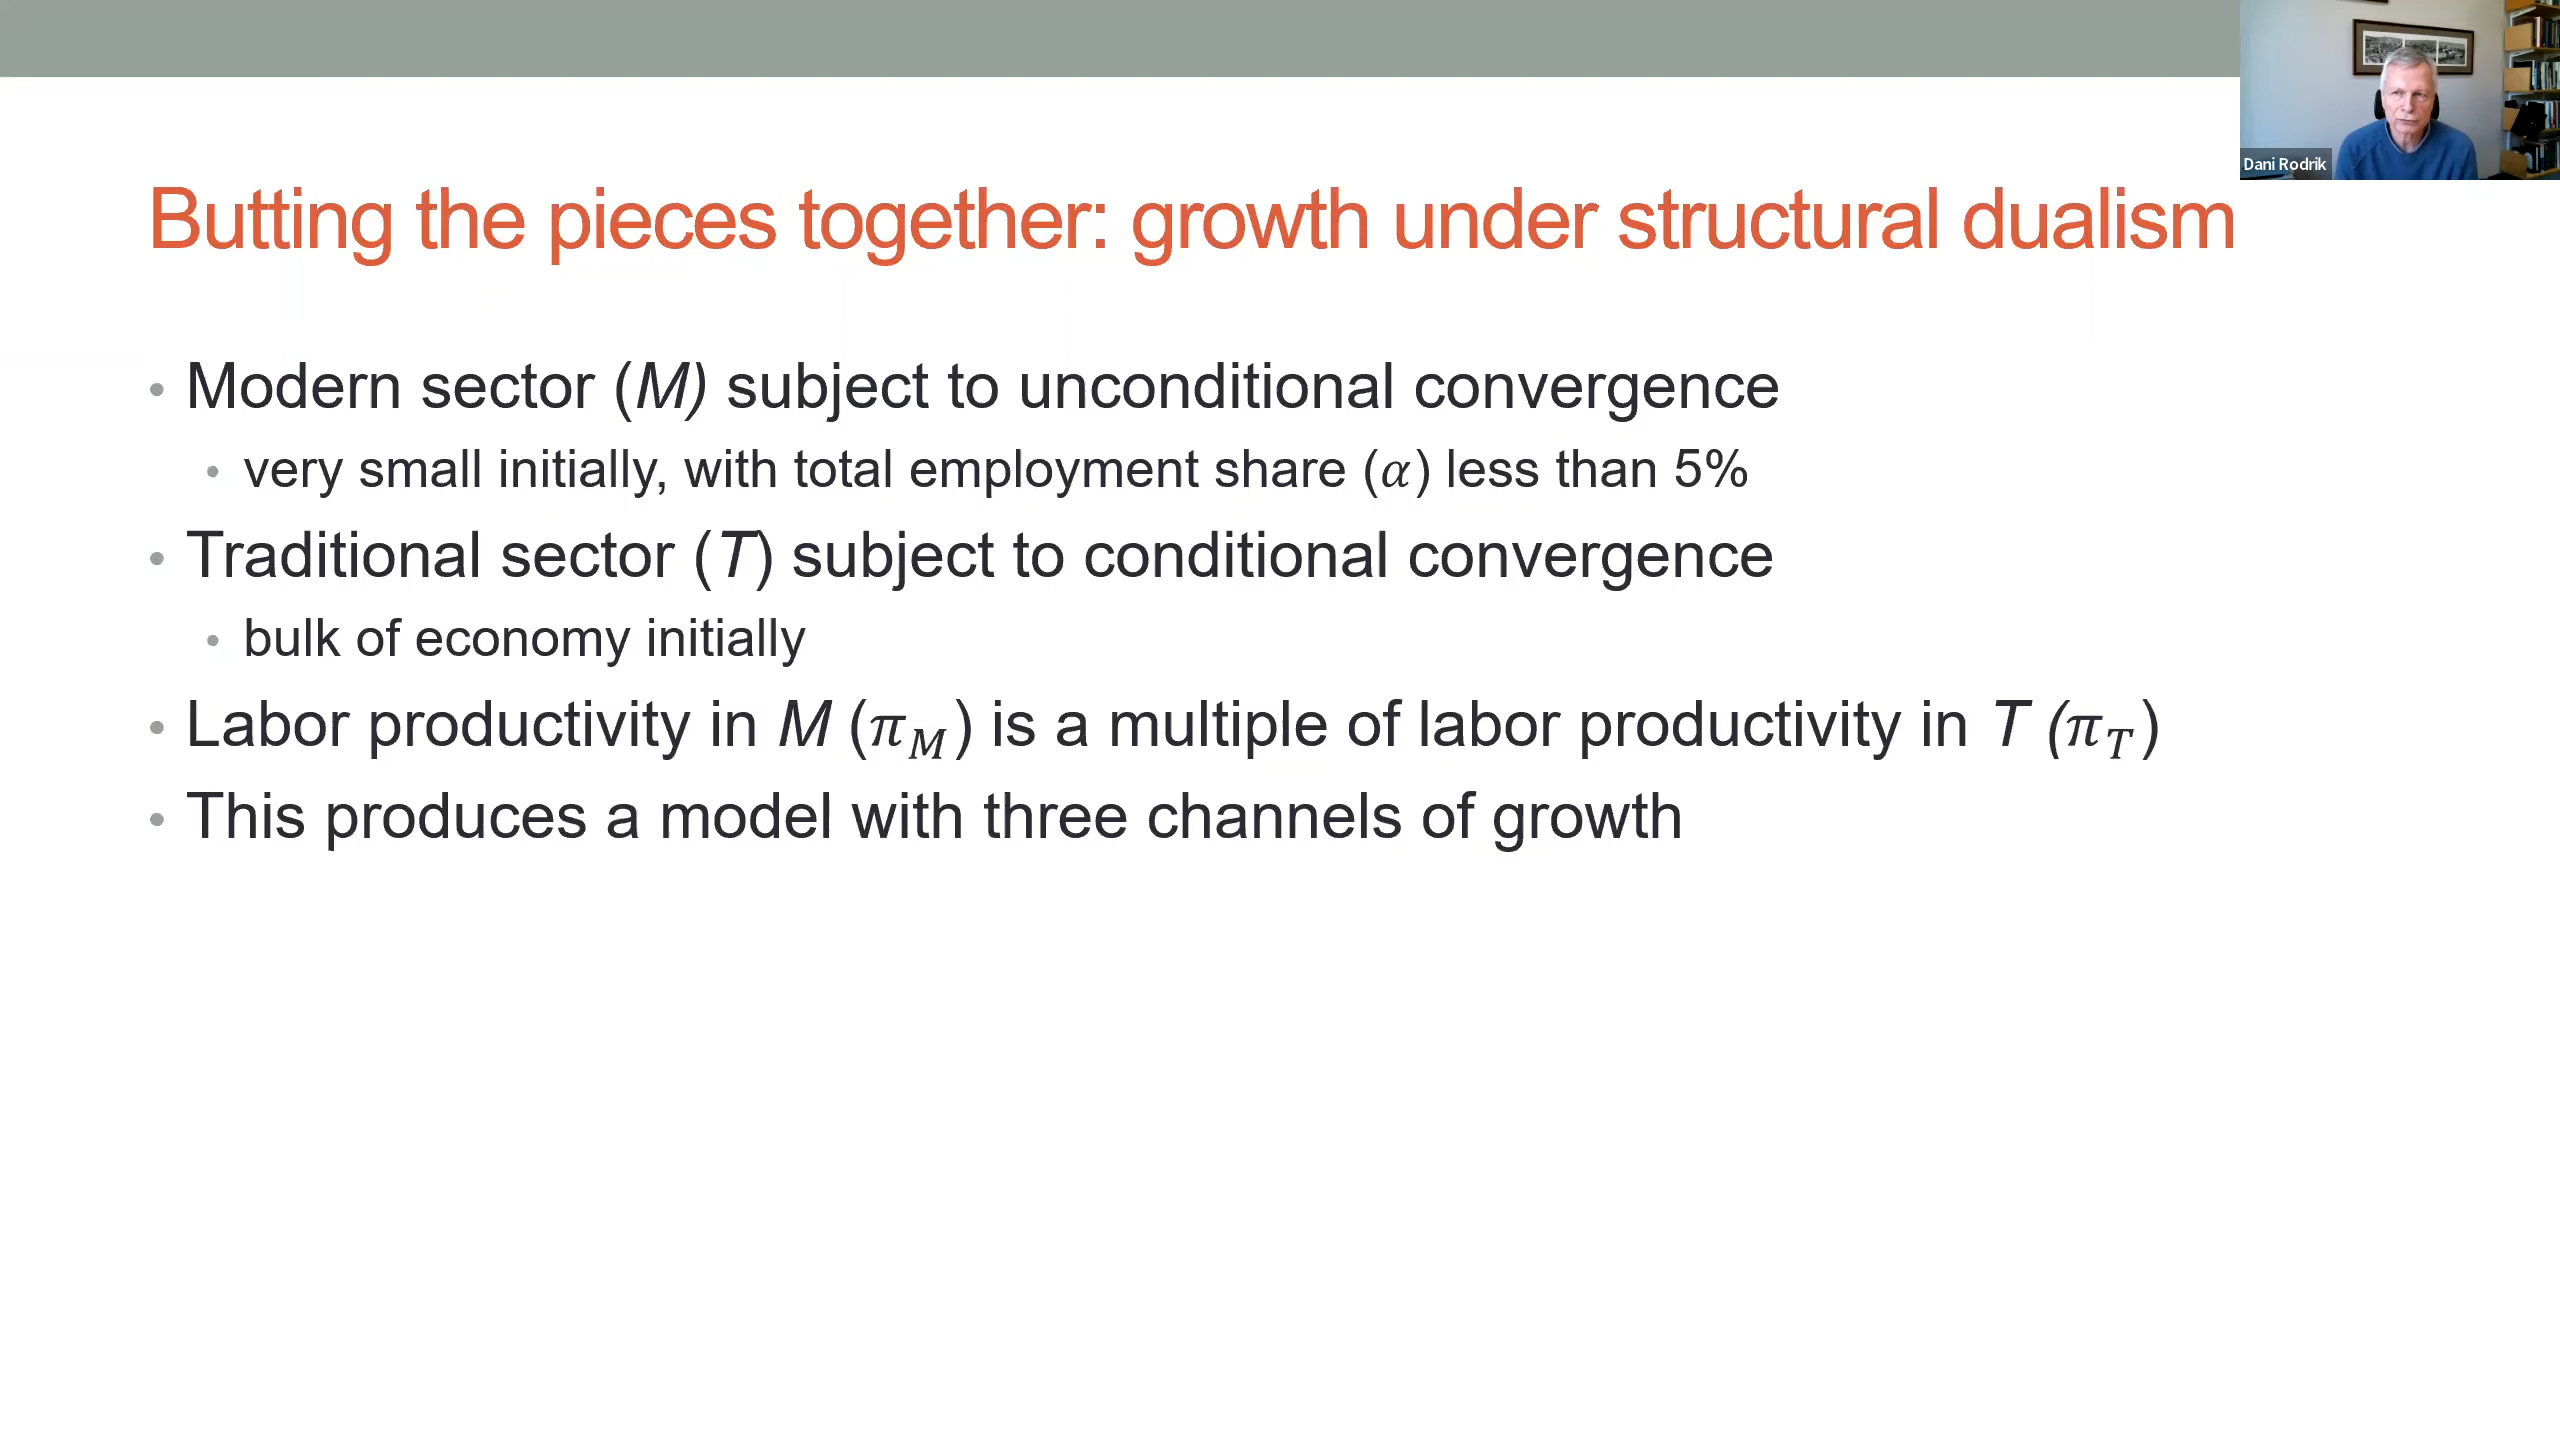 Dani Rodrik
Butting the pieces together: growth under structural dualism
• Modern sector (M) subject to unconditional convergence
• very small initially, with total employment share (α) less than 5%
• Traditional sector (T) subject to conditional convergence
• bulk of economy initially
• Labor productivity in M (π_M) is a multiple of labor productivity in T (π_T)
• This produces a model with three channels of growth